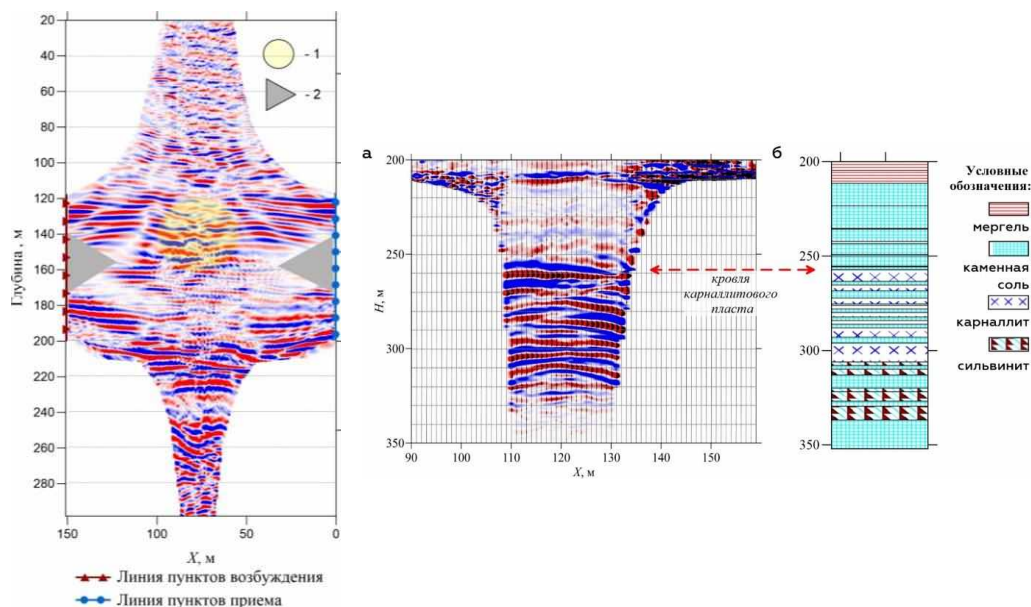 20
40
60
80
100
120
140
160
180
200
220
240
260
280
Глубина , м
- 1
- 2
150
100
50
0
X, м
Линия пунктов возбуждения
Линия пунктов приема
а
200
250
300
350
H, м
90
100
110
120
130
140
150
X, м
кровля
карналлитового
пласта
б
200
250
300
350
Условные
обозначения:
мергель
каменная
соль
карналлит
сильвинит